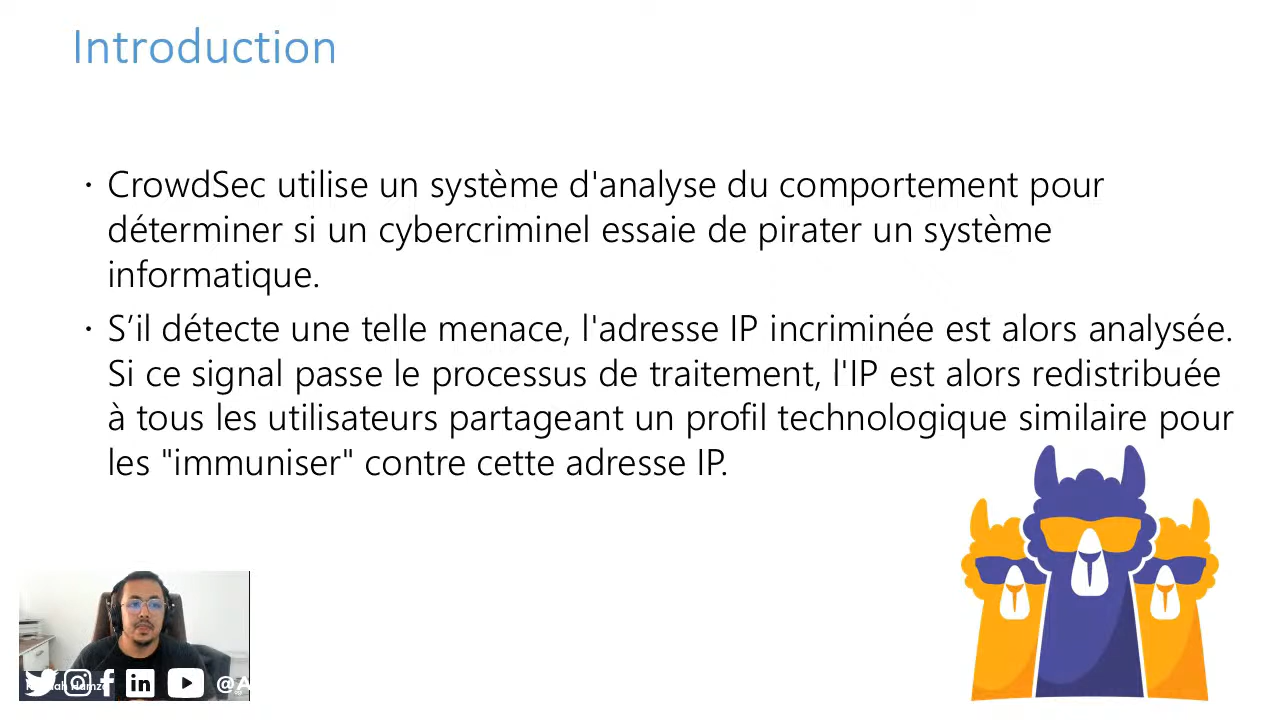 Introduction
· CrowdSec utilise un système d'analyse du comportement pour
déterminer si un cybercriminel essaie de pirater un système
informatique.
· S’il détecte une telle menace, l'adresse IP incriminée est alors analysée.
Si ce signal passe le processus de traitement, l'IP est alors redistribuée
à tous les utilisateurs partageant un profil technologique similaire pour
les "immuniser" contre cette adresse IP.
in
@A